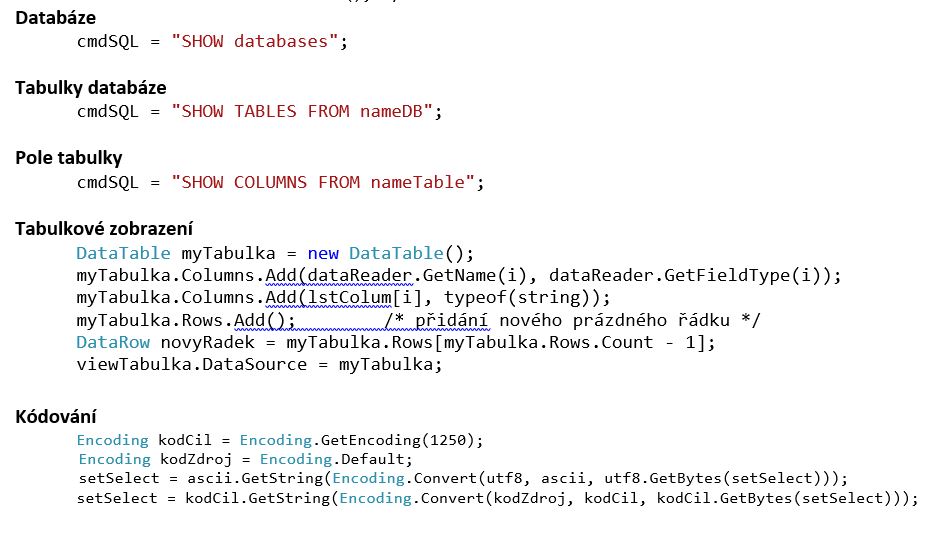 Databáze
cmdSQL = "SHOW databases";
Tabulky databáze
cmdSQL = "SHOW TABLES FROM nameDB";
Pole tabulky
cmdSQL = "SHOW COLUMNS FROM nameTable";
Tabulkové zobrazení
DataTable myTabulka = new DataTable();
myTabulka.Columns.Add(dataReader.GetName(i), dataReader.GetFieldType(i));
myTabulka.Columns.Add(lstColum[i], typeof(string));
myTabulka.Rows.Add(); /* přidání nového prázdného řádku */
DataRow novyRadek = myTabulka.Rows[myTabulka.Rows.Count - 1];
viewTabulka.DataSource = myTabulka;
Kódování
Encoding kodCil = Encoding.GetEncoding(1250);
Encoding kodZdroj = Encoding.Default;
setSelect = ascii.GetString(Encoding.Convert(utf8, ascii, utf8.GetBytes(setSelect)));
setSelect = kodCil.GetString(Encoding.Convert(kodZdroj, kodCil, kodCil.GetBytes(setSelect)));